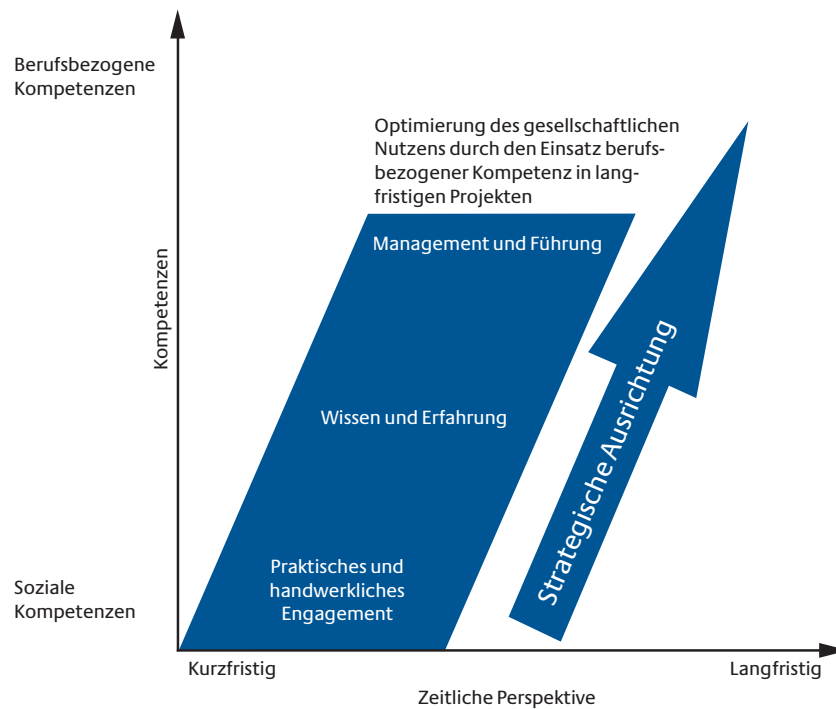 Berufsbezogene
Kompetenzen
Optimierung des gesellschaftlichen
Nutzens durch den Einsatz berufs-
bezogener Kompetenz in lang-
fristigen Projekten
Management und Führung
Kompetenzen
Strategische Ausrichtung
Wissen und Erfahrung
Praktisches und
handwerkliches
Engagement
Soziale
Kompetenzen
Kurzfristig
Langfristig
Zeitliche Perspektive